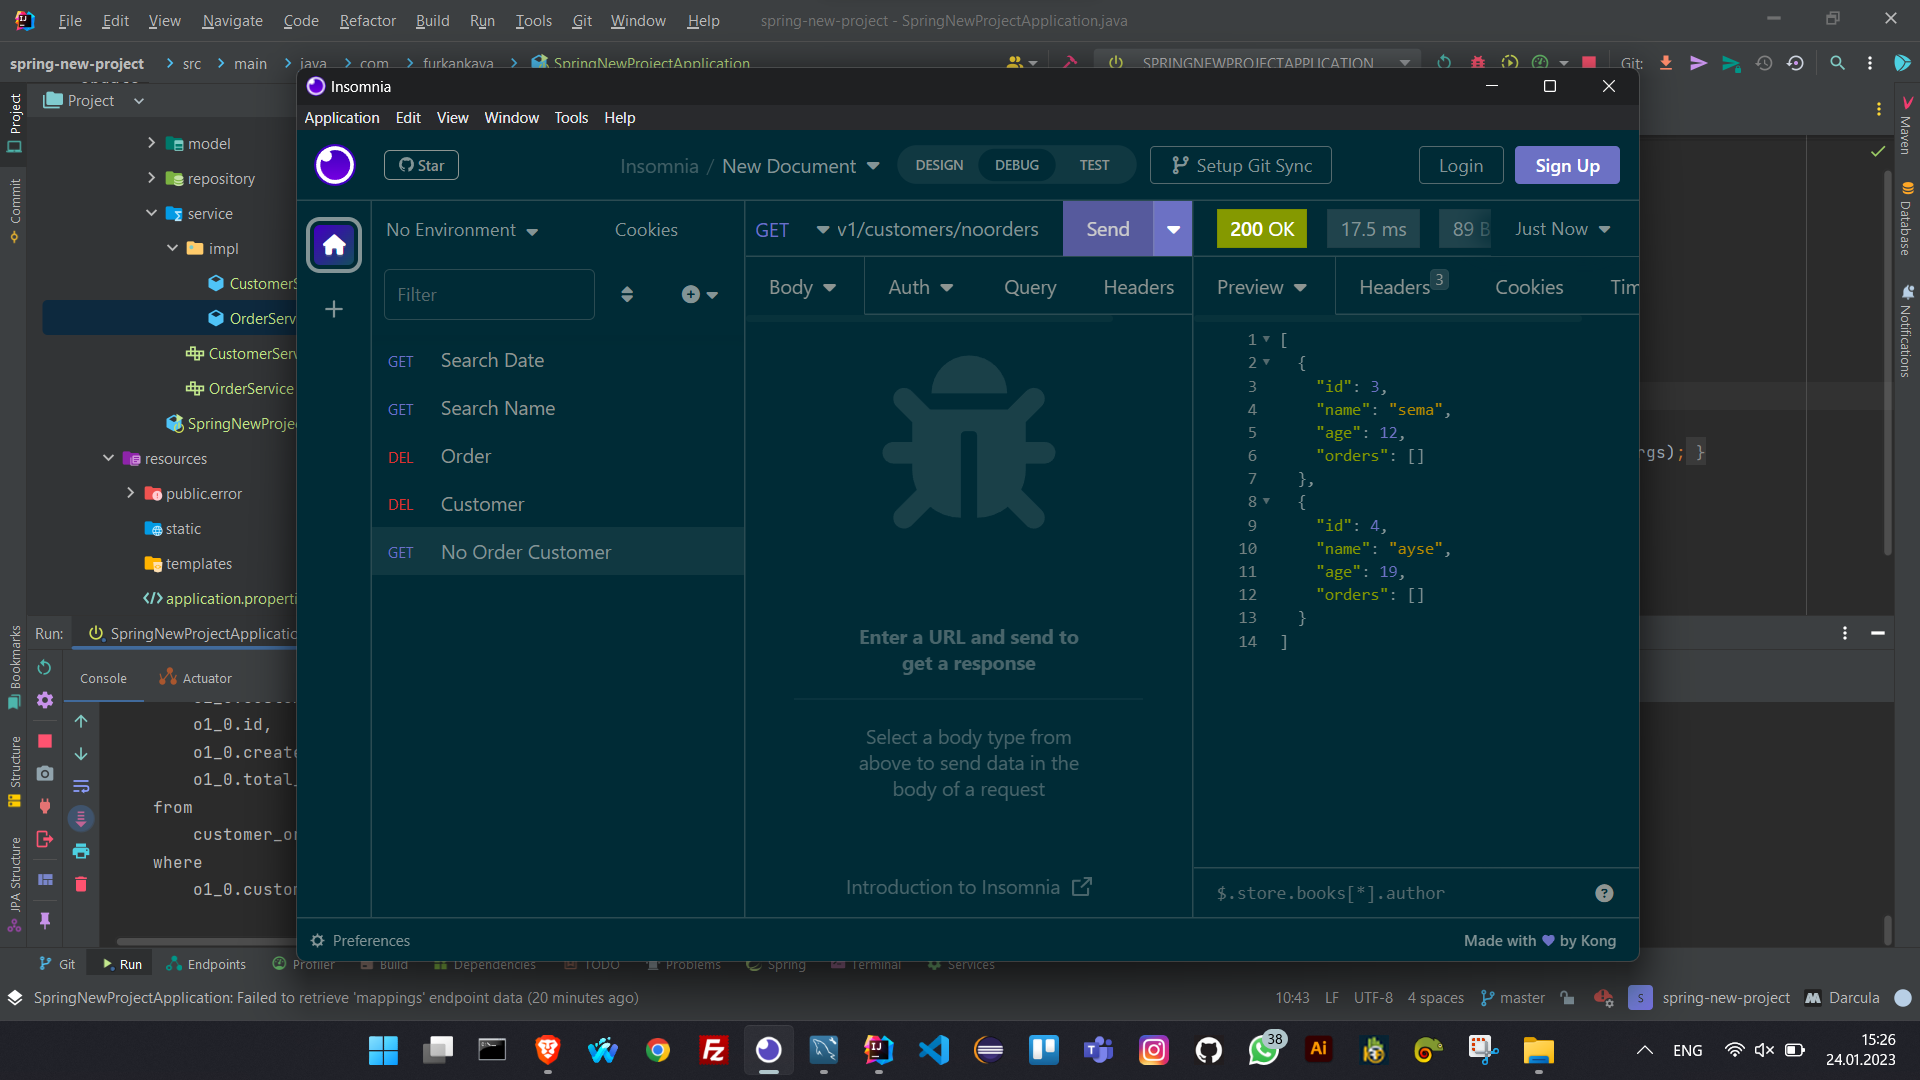 File Edit View Navigate Code Refactor Build Run Tools Git Window Help spring-new-project - SpringNewProjectApplication.java
spring-new-project src main java com furkankaya SpringNewProjectApplication SPRINGNEWPROJECTAPPLICATION Git:
Project
Project
Commit
Bookmarks
Structure
JPA Structure
model
repository
service
impl
CustomerS
OrderServ
CustomerServ
OrderService
SpringNewProje
resources
public.error
static
templates
application.properti
Insomnia
Application Edit View Window Tools Help
Star
Insomnia / New Document
DESIGN DEBUG TEST
Setup Git Sync
Login
Sign Up
No Environment
Cookies
Filter
GET Search Date
GET Search Name
DEL Order
DEL Customer
GET No Order Customer
GET v1/customers/noorders Send
Body Auth Query Headers
Enter a URL and send to
get a response
Select a body type from
above to send data in the
body of a request
Introduction to Insomnia
200 OK 17.5 ms 89 B Just Now
Preview Headers 3 Cookies Tim
1 [
2 {
3 "id": 3,
4 "name": "sema",
5 "age": 12,
6 "orders": []
7 },
8 {
9 "id": 4,
10 "name": "ayse",
11 "age": 19,
12 "orders": []
13 }
14 ]
$.store.books[*].author ?
Preferences
Made with by Kong
rgs); }
Maven
Database
Notifications
Run: SpringNewProjectApplicatio
Console Actuator
o1_0.id,
o1_0.create
o1_0.total_
from
customer_or
where
o1_0.custom
Git Run Endpoints Profiler Build Dependencies TODO Problems Spring Terminal Services
SpringNewProjectApplication: Failed to retrieve 'mappings' endpoint data (20 minutes ago)
10:43 LF UTF-8 4 spaces master S spring-new-project Darcula
38
Ai
ENG
15:26
24.01.2023